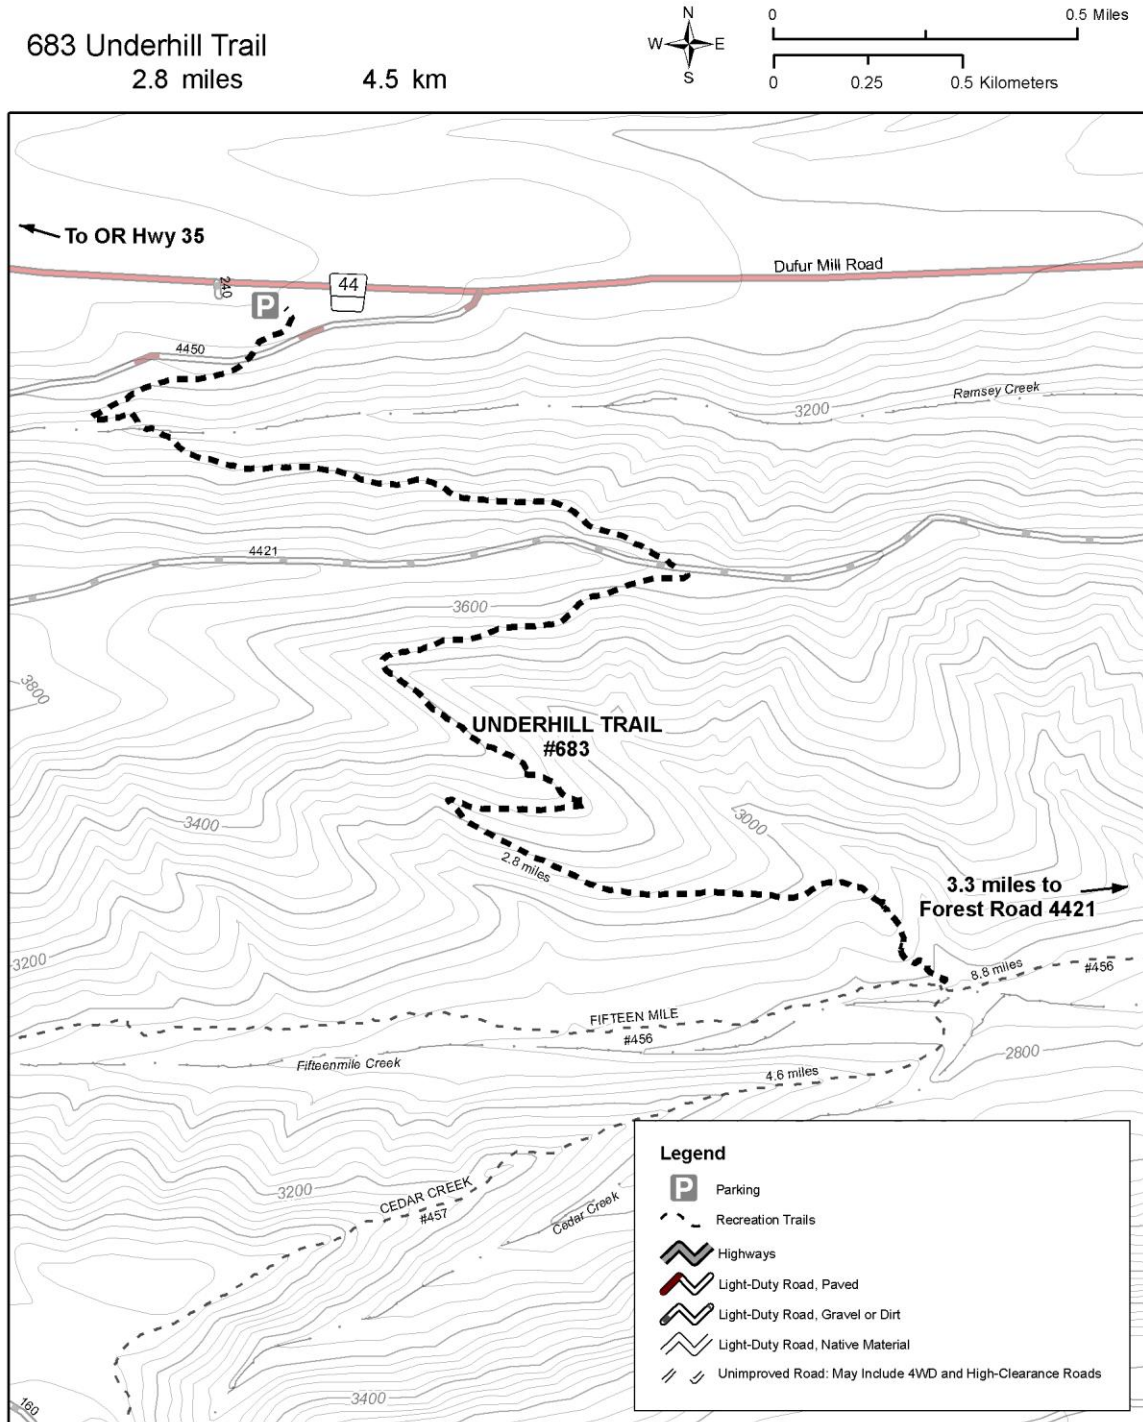 683 Underhill Trail
2.8 miles 4.5 km
N
W E
S
0 0.5 Miles
0 0.25 0.5 Kilometers
To OR Hwy 35
Dufur Mill Road
240
44
P
4450
Ramsey Creek
3200
4421
3600
3800
UNDERHILL TRAIL
#683
3400
3000
2.8 miles
3.3 miles to
Forest Road 4421
3200
8.8 miles
#456
FIFTEEN MILE
#456
2800
Fifteenmile Creek
4.6 miles
3200
CEDAR CREEK
#457
Cedar Creek
3400
160
Legend
P Parking
Recreation Trails
Highways
Light-Duty Road, Paved
Light-Duty Road, Gravel or Dirt
Light-Duty Road, Native Material
Unimproved Road: May Include 4WD and High-Clearance Roads